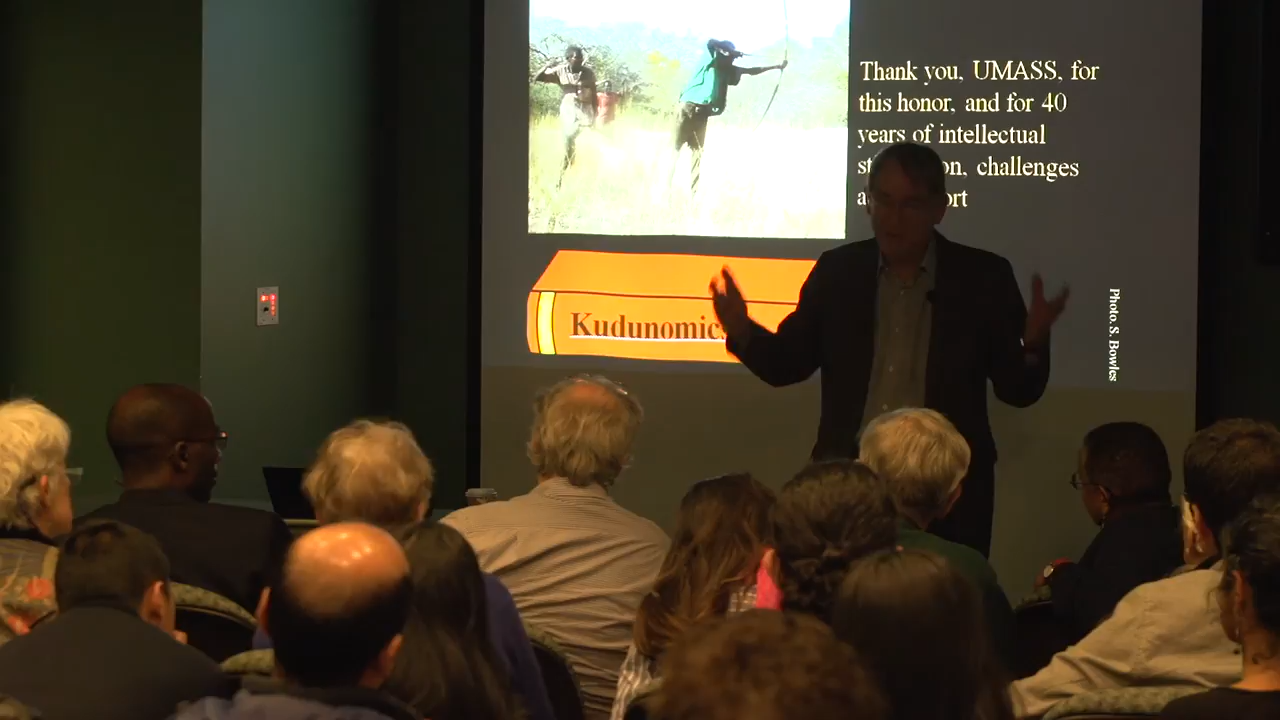 Thank you, UMASS, for
this honor, and for 40
years of intellectual
challenges
Kudunomics
Photo. S. Bowles